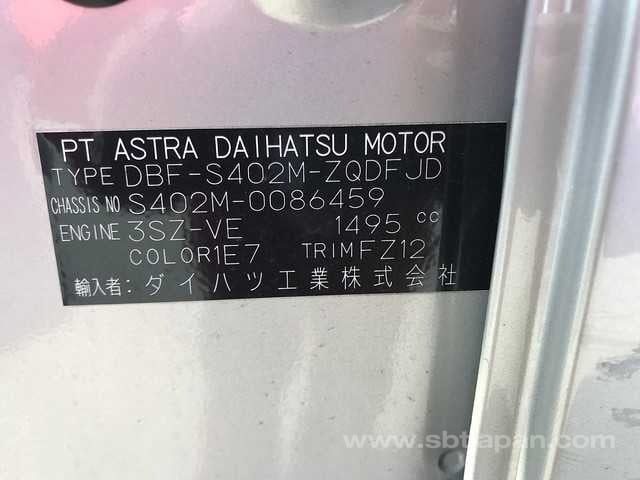 PT ASTRA DAIHATSU MOTOR
TYPE DBF-S402M-ZQDFJD
CHASSIS NO S402M-0086459
ENGINE 3SZ-VE 1495 cc
COLOR 1E7 TRIM FZ12
輸入者: ダイハツ工業株式会社
www.sbtjapan.com